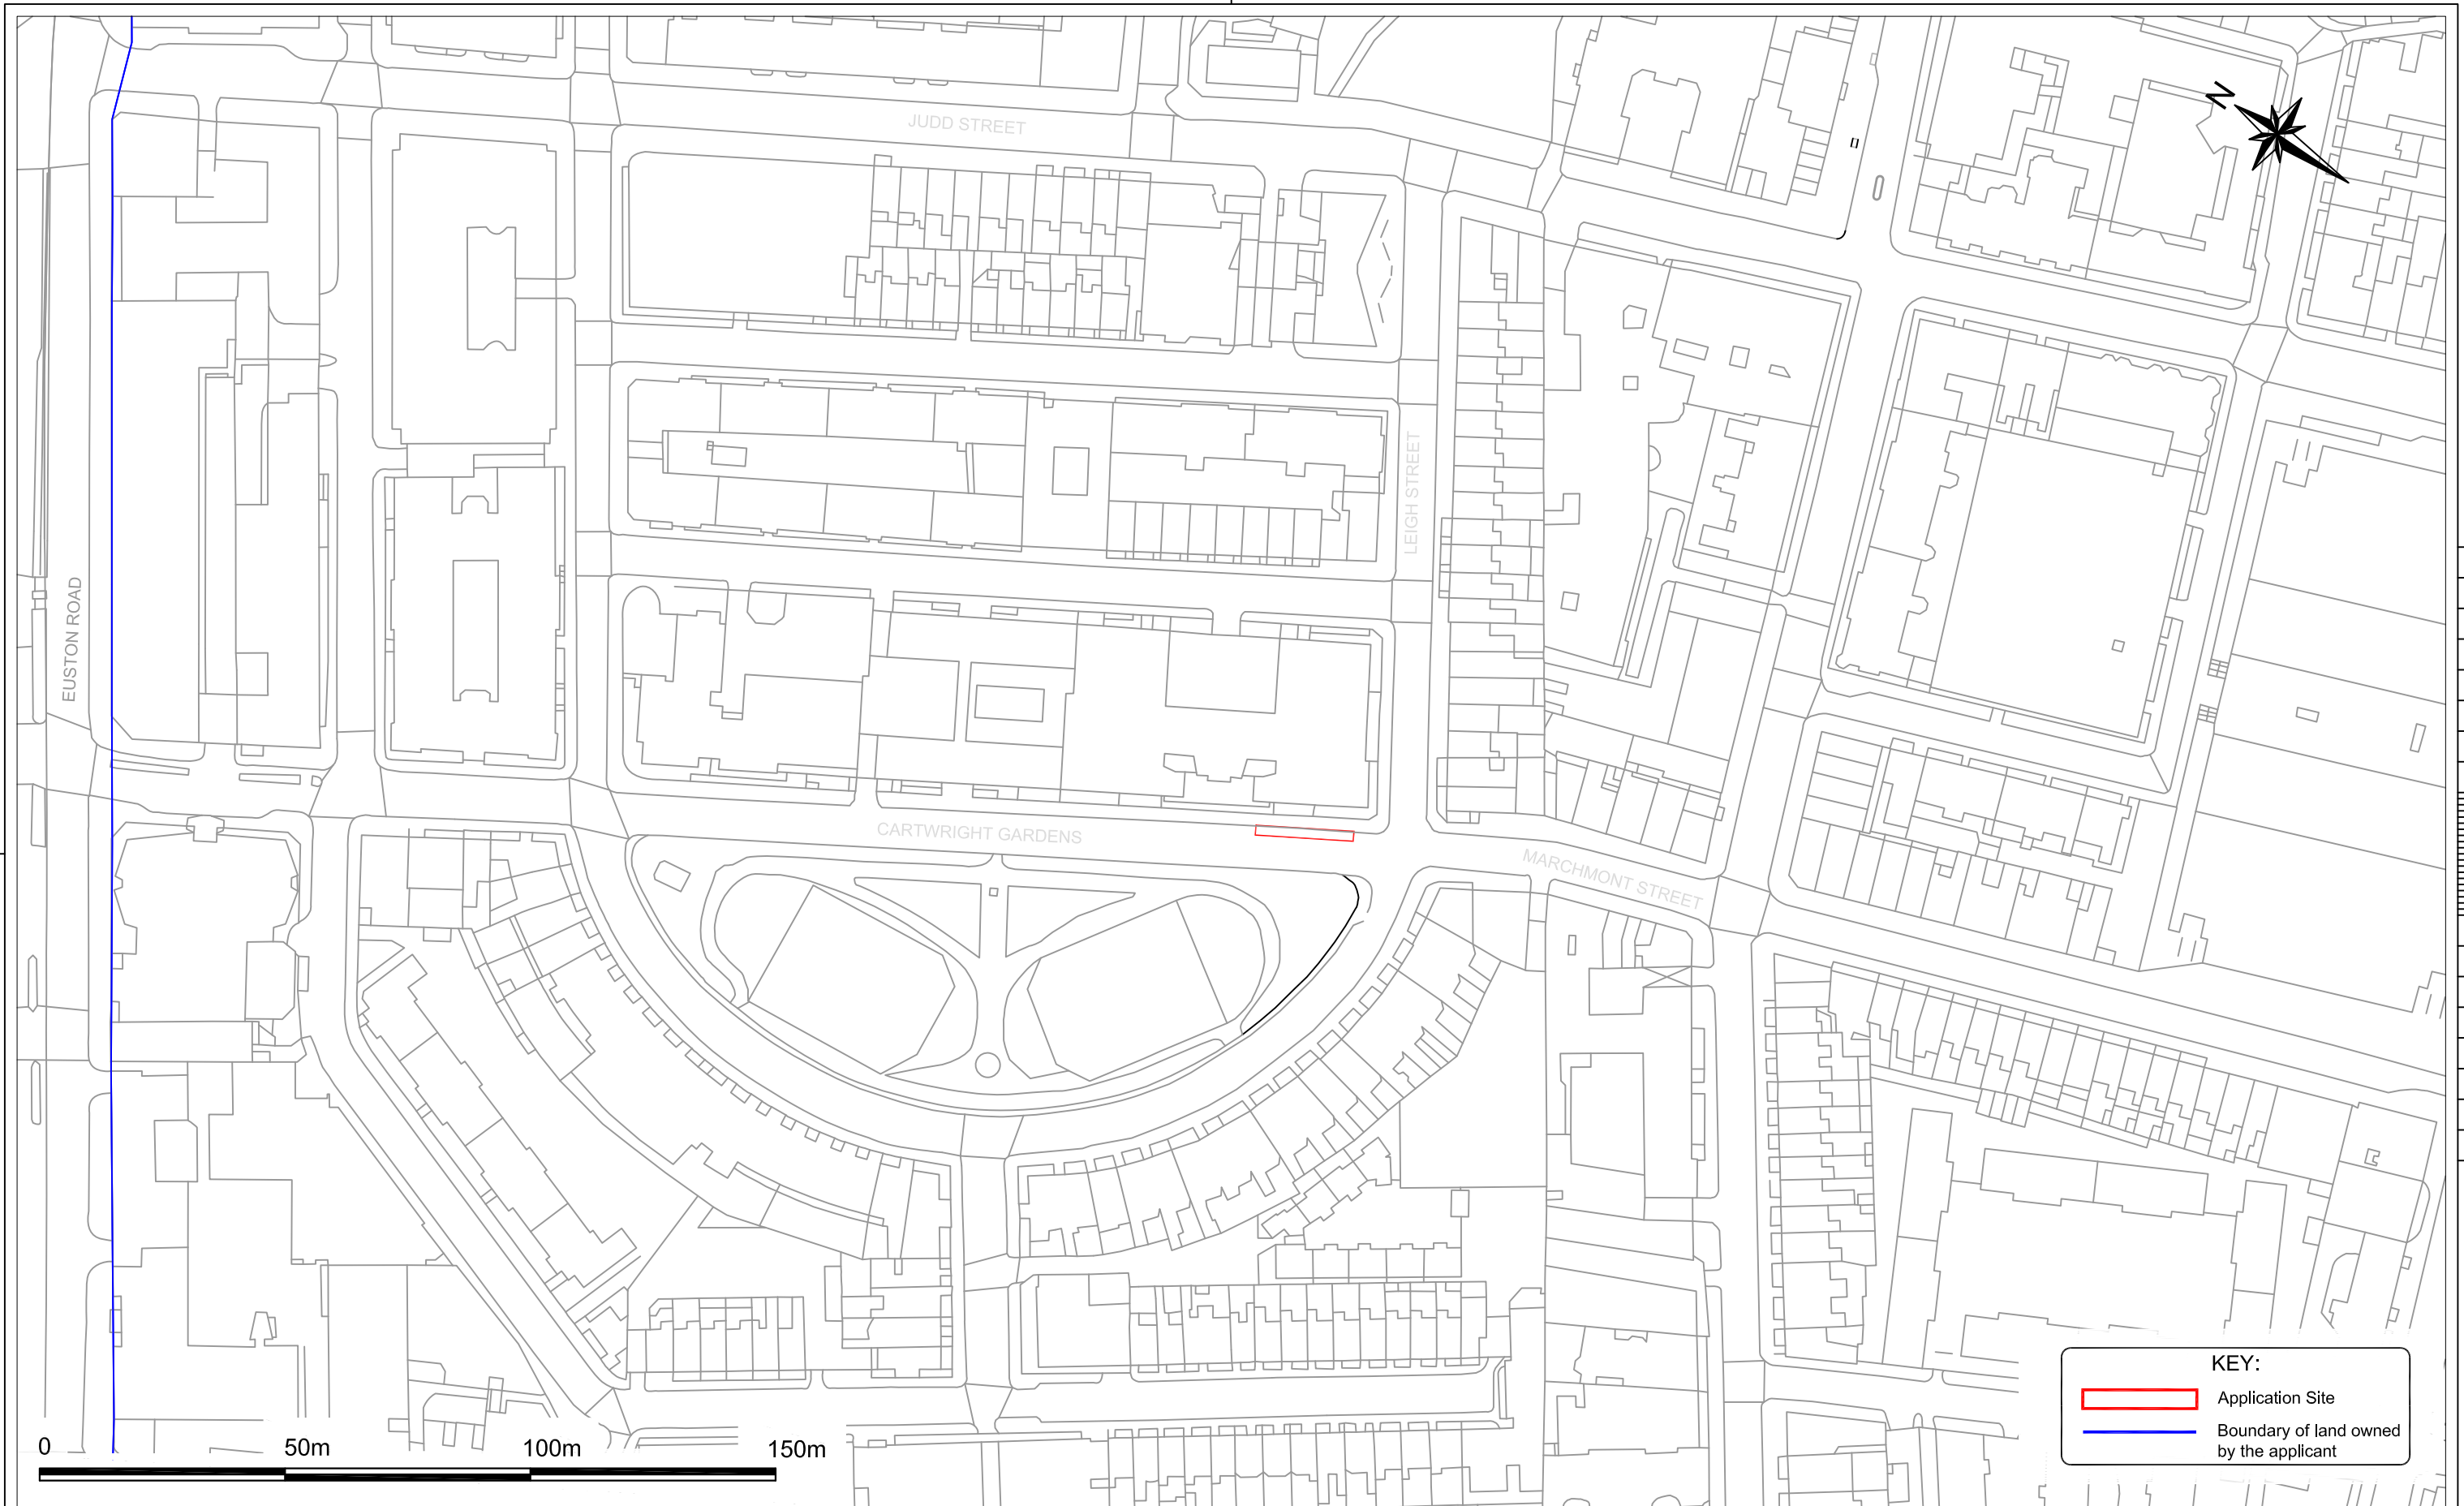 N
JUDD STREET
LEIGH STREET
EUSTON ROAD
CARTWRIGHT GARDENS
MARCHMONT STREET
KEY:
Application Site
Boundary of land owned
by the applicant
0 50m 100m 150m